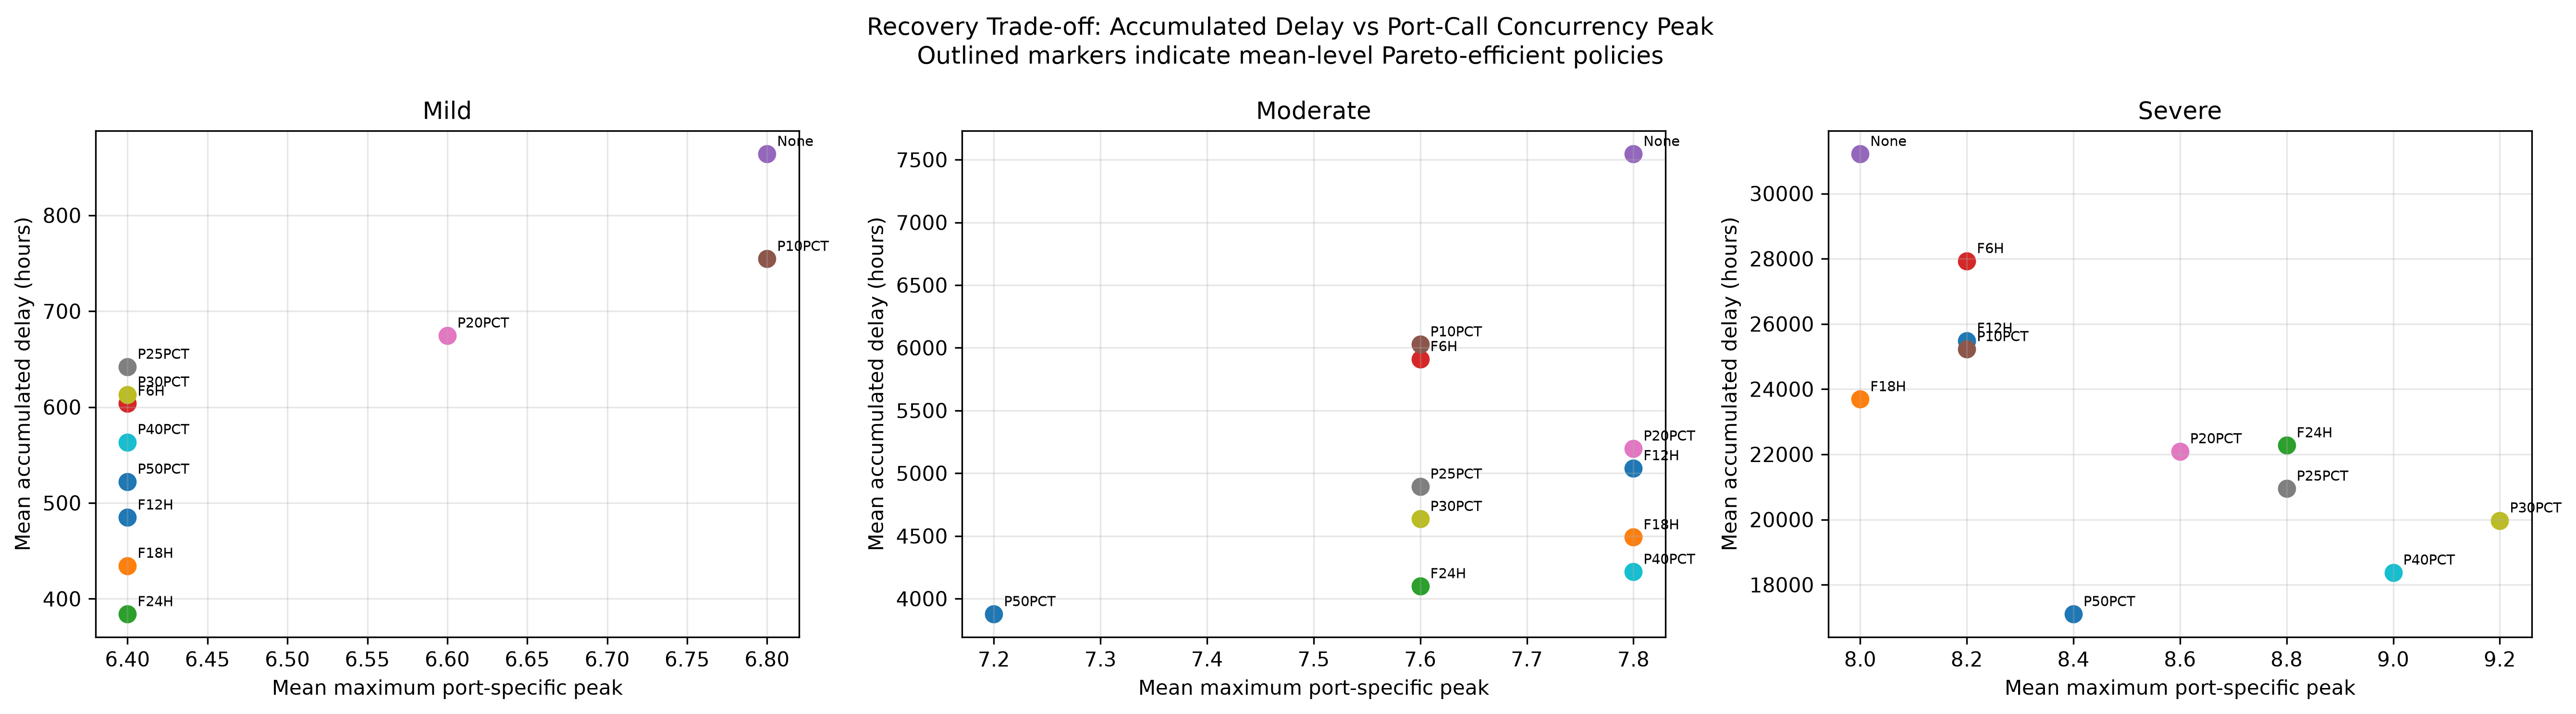 Recovery Trade-off: Accumulated Delay vs Port-Call Concurrency Peak
Outlined markers indicate mean-level Pareto-efficient policies
Mild
Mean accumulated delay (hours)
800
700
600
500
400
None
P10PCT
P20PCT
P25PCT
P30PCT
F6H
P40PCT
P50PCT
F12H
F18H
F24H
6.40 6.45 6.50 6.55 6.60 6.65 6.70 6.75 6.80
Mean maximum port-specific peak
Moderate
Mean accumulated delay (hours)
7500
7000
6500
6000
5500
5000
4500
4000
None
P10PCT
F6H
P20PCT
F12H
P25PCT
P30PCT
F18H
P40PCT
F24H
P50PCT
7.2 7.3 7.4 7.5 7.6 7.7 7.8
Mean maximum port-specific peak
Severe
Mean accumulated delay (hours)
30000
28000
26000
24000
22000
20000
18000
None
F6H
F12H
P10PCT
F18H
P20PCT
F24H
P25PCT
P30PCT
P40PCT
P50PCT
8.0 8.2 8.4 8.6 8.8 9.0 9.2
Mean maximum port-specific peak